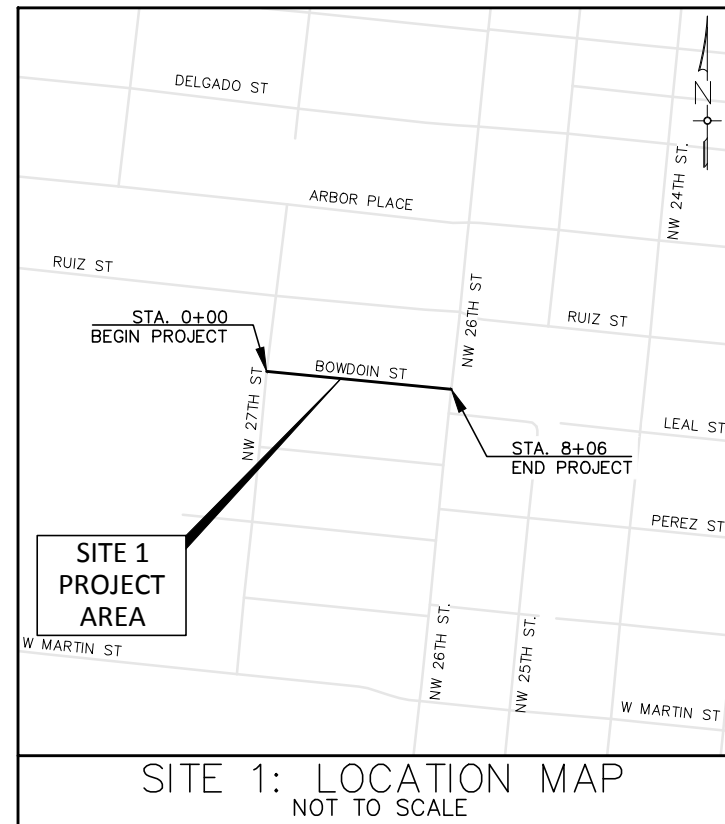 DELGADO ST
N
NW 24TH ST.
ARBOR PLACE
RUIZ ST
NW 26TH ST
STA. 0+00
BEGIN PROJECT
RUIZ ST
BOWDOIN ST
NW 27TH ST
LEAL ST
STA. 8+06
END PROJECT
PEREZ ST
SITE 1
PROJECT
AREA
W MARTIN ST
NW 26TH ST.
NW 25TH ST.
W MARTIN ST
SITE 1: LOCATION MAP
NOT TO SCALE